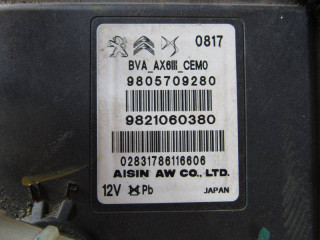 0817
BVA_AX6III_CEMO
9805709280
9821060380
02831786116606
AISIN AW CO., LTD.
12V Pb JAPAN